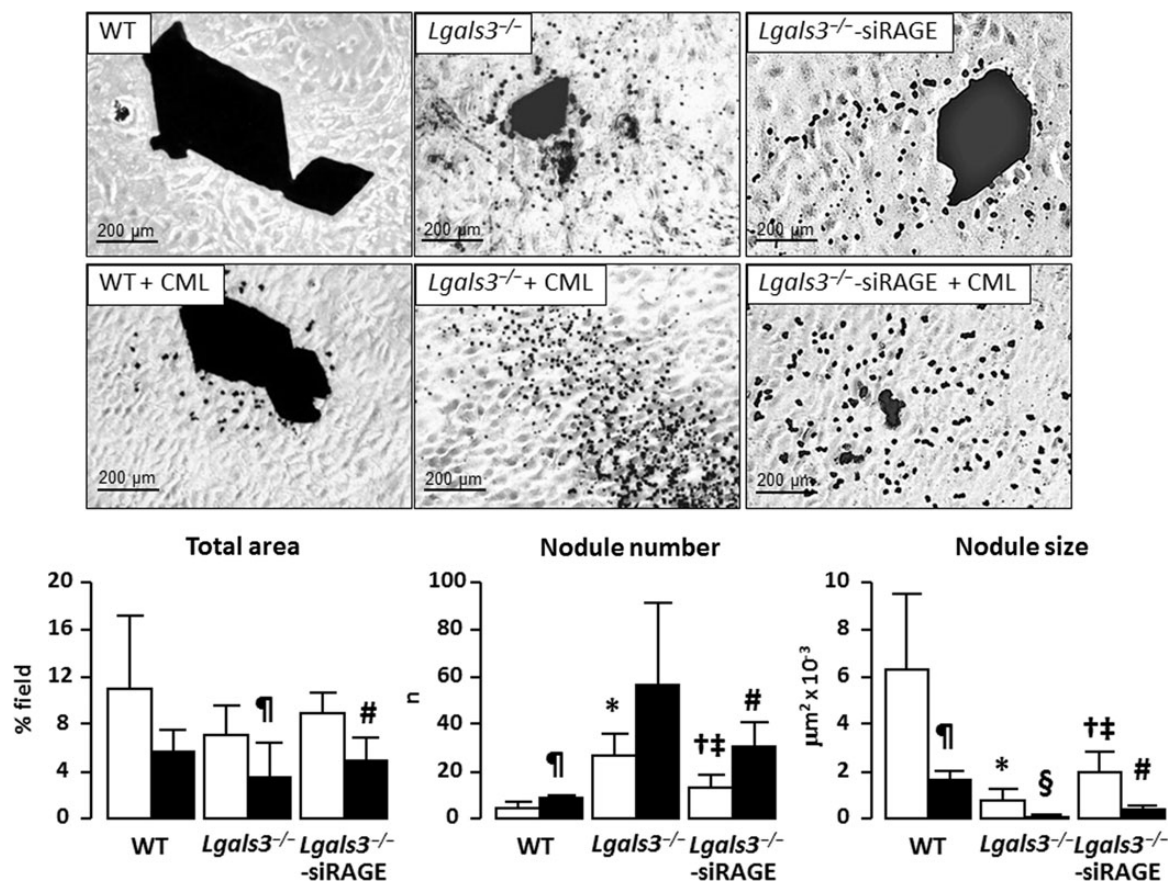 WT
Lgals3⁻/⁻
Lgals3⁻/⁻-siRAGE
200 μm
200 μm
200 μm
WT + CML
Lgals3⁻/⁻ + CML
Lgals3⁻/⁻-siRAGE + CML
200 μm
200 μm
200 μm
Total area
Nodule number
Nodule size
% field
20
16
12
8
4
0
¶
#
WT
Lgals3⁻/⁻
Lgals3⁻/⁻
-siRAGE
n
100
80
60
40
20
0
¶
*
†‡
#
WT
Lgals3⁻/⁻
Lgals3⁻/⁻
-siRAGE
μm² x 10⁻³
10
8
6
4
2
0
¶
*
§
†‡
#
WT
Lgals3⁻/⁻
Lgals3⁻/⁻
-siRAGE